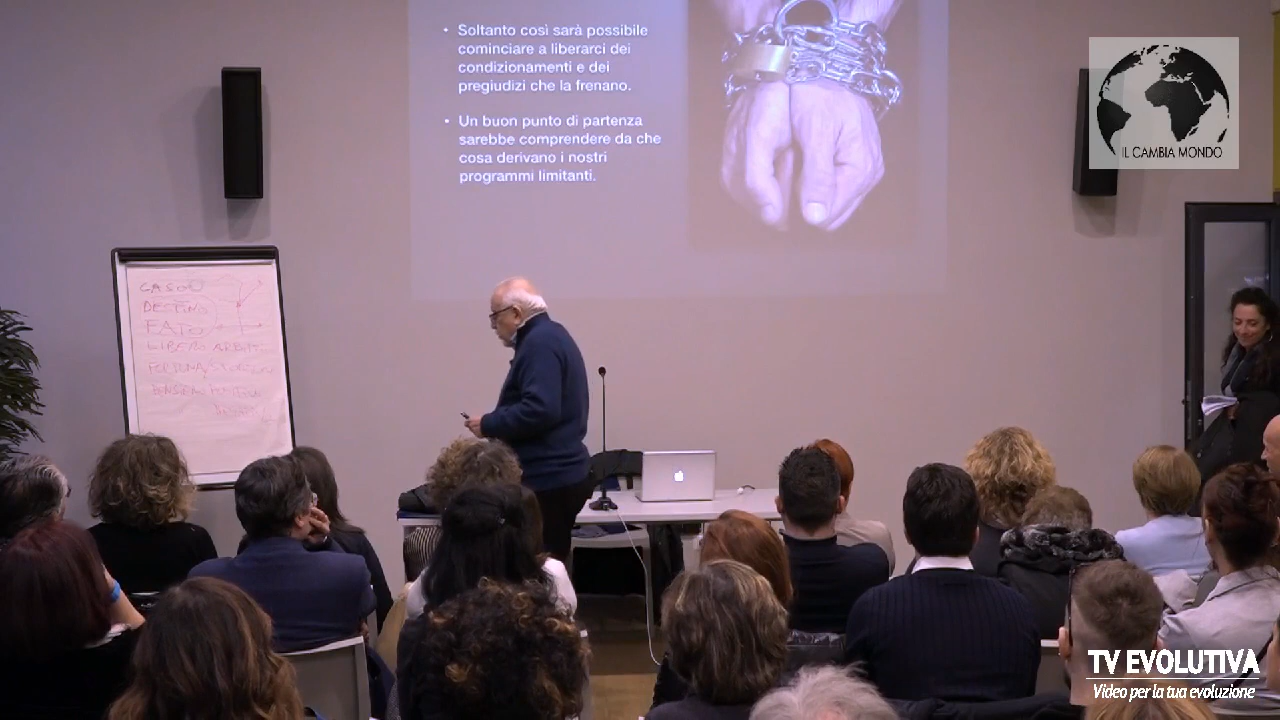 • Soltanto così sarà possibile
cominciare a liberarci dei
condizionamenti e dei
pregiudizi che la frenano.
• Un buon punto di partenza
sarebbe comprendere da che
cosa derivano i nostri
programmi limitanti.
IL CAMBIA MONDO
CASO
DESTINO
FATO
LIBERO
FORTUNA
TV EVOLUTIVA
Video per la tua evoluzione